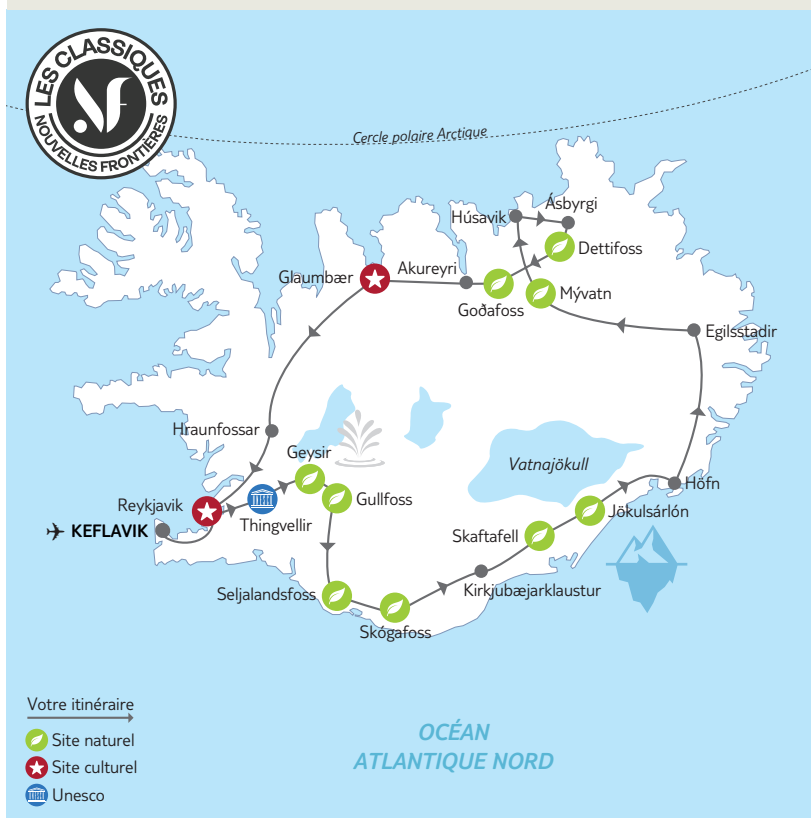 LES CLASSIQUES
NF
NOUVELLES FRONTIÈRES
Cercle polaire Arctique
Húsavik
Ásbyrgi
Dettifoss
Glaumbær
Akureyri
Goðafoss
Mývatn
Egilsstadir
Hraunfossar
Geysir
Vatnajökull
Reykjavik
Gullfoss
Höfn
KEFLAVIK
Thingvellir
Jökulsárlón
Skaftafell
Seljalandsfoss
Kirkjubæjarklaustur
Skógafoss
Votre itinéraire
Site naturel
Site culturel
Unesco
OCÉAN
ATLANTIQUE NORD